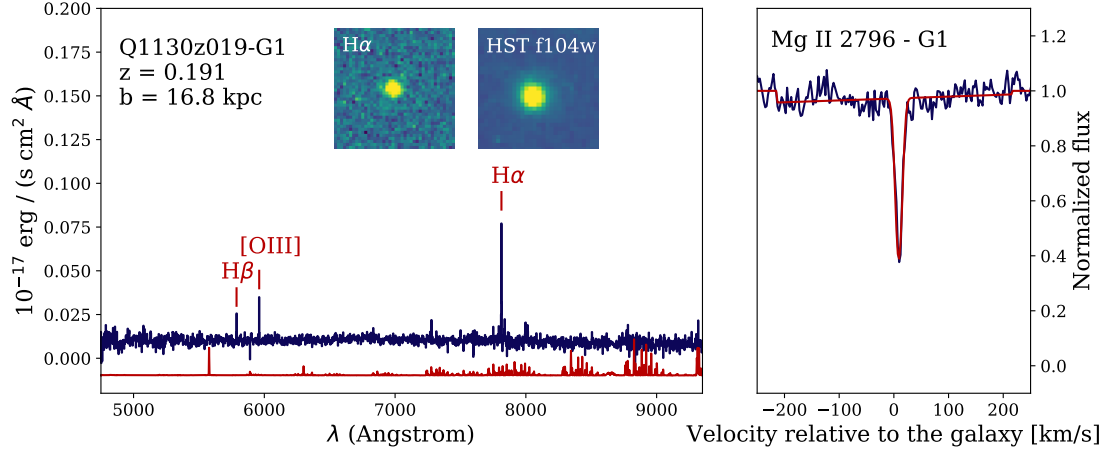 Q1130z019-G1
z = 0.191
b = 16.8 kpc
Hα
HST f104w
Hα
[OIII]
Hβ
0.200
0.175
0.150
0.125
0.100
0.075
0.050
0.025
0.000
10⁻¹⁷ erg / (s cm² Å)
5000 6000 7000 8000 9000
λ (Angstrom)
Mg II 2796 - G1
1.2
1.0
0.8
0.6
0.4
0.2
0.0
Normalized flux
−200 −100 0 100 200
Velocity relative to the galaxy [km/s]